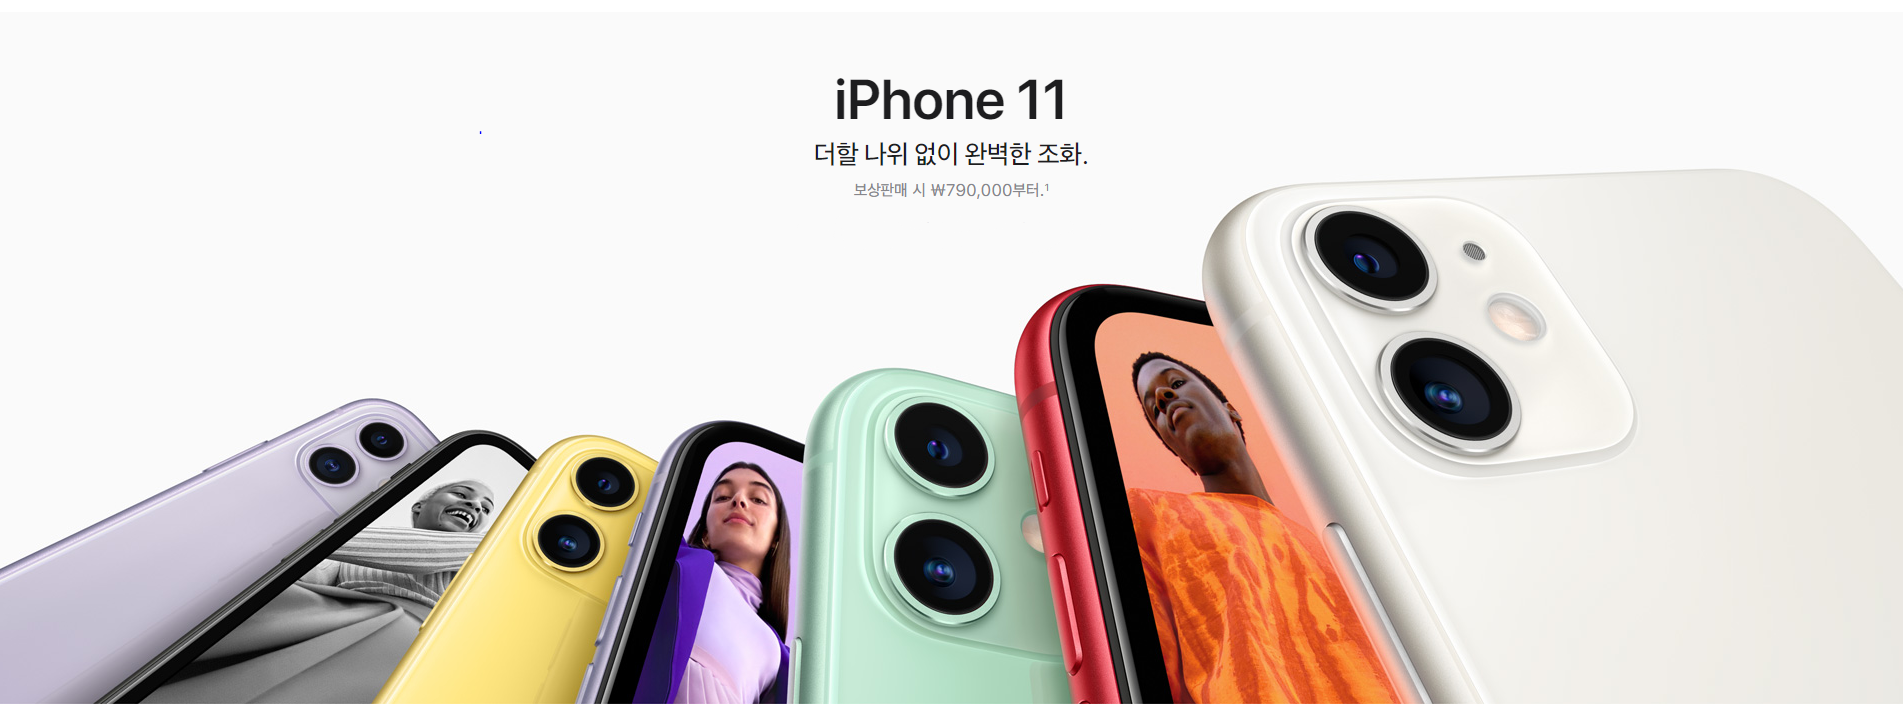 iPhone 11
더할 나위 없이 완벽한 조화.
보상판매 시 ₩790,000부터.¹